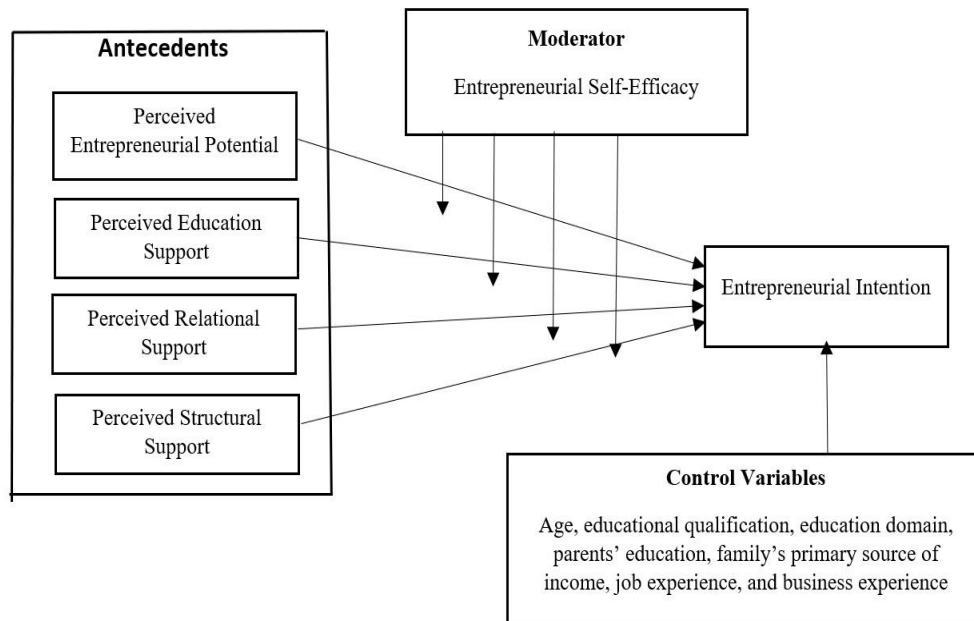 Antecedents
Perceived
Entrepreneurial Potential
Perceived Education
Support
Perceived Relational
Support
Perceived Structural
Support
Moderator
Entrepreneurial Self-Efficacy
Entrepreneurial Intention
Control Variables
Age, educational qualification, education domain,
parents’ education, family’s primary source of
income, job experience, and business experience